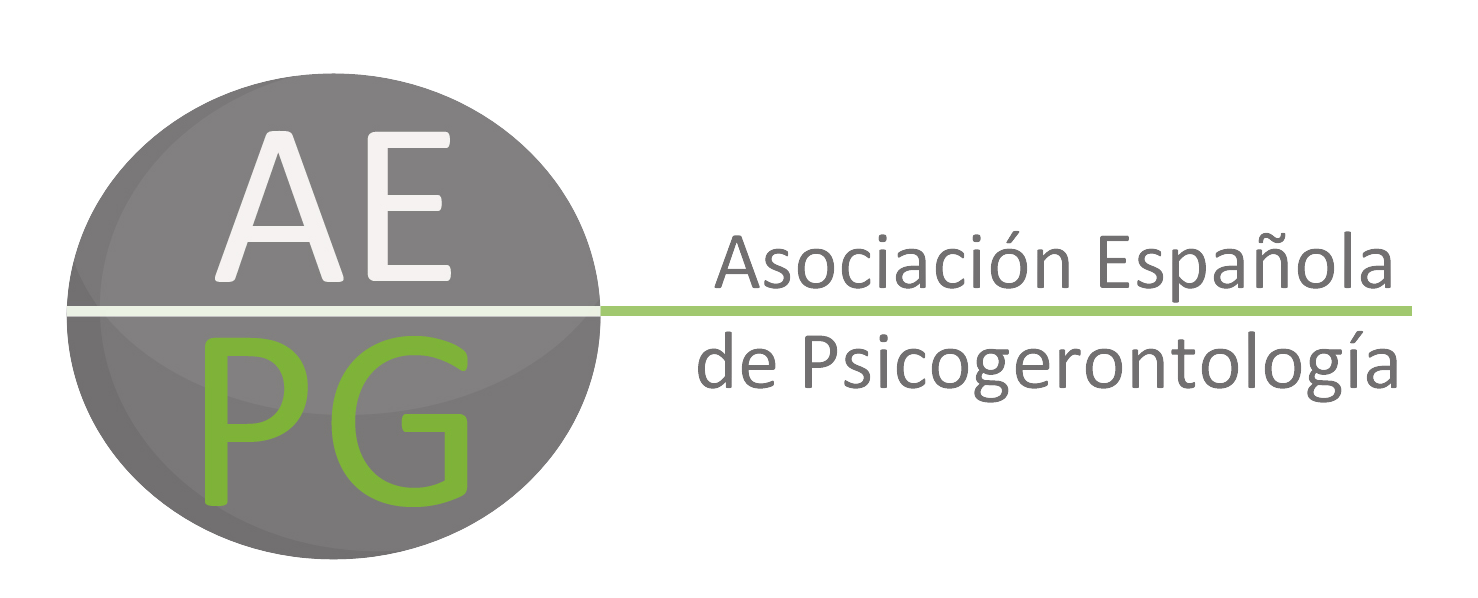 AE
PG
Asociación Española
de Psicogerontología